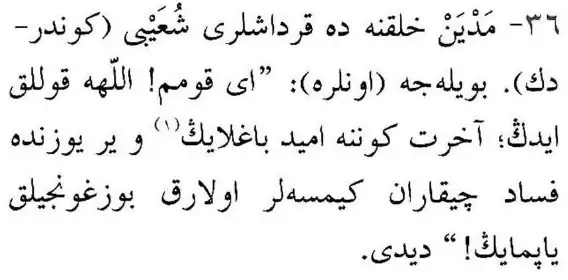 ٣٦- مَدْيَنْ خلقنه ده قرداشلرى شُعَيْبى (كوندر-
دك). بويله‌جه (اونلره): ”اى قومم! اللّهه قوللق
ايدڭ؛ آخرت كوننه اميد باغلايڭ(١) و ير يوزنده
فساد چيقاران كيمسه‌لر اولارق بوزغونجيلق
ياپمايڭ!“ ديدى.